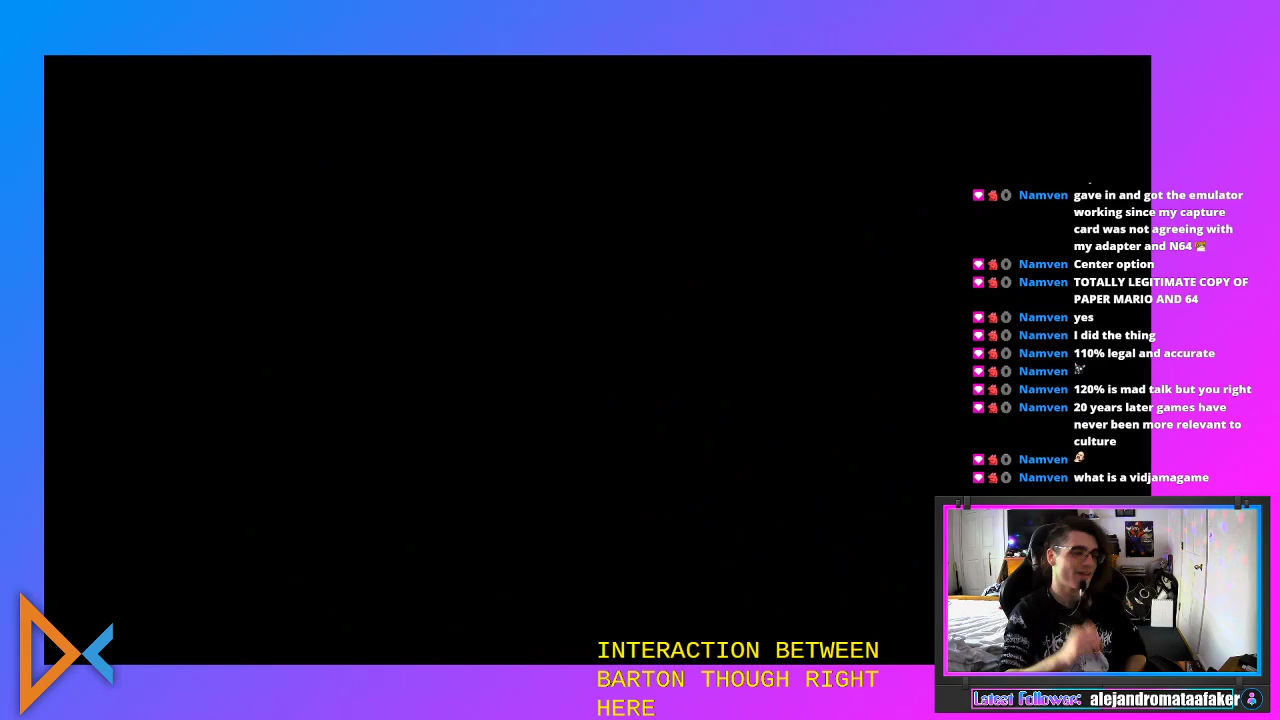 Namven gave in and got the emulator
working since my capture
card was not agreeing with
my adapter and N64
Namven Center option
Namven TOTALLY LEGITIMATE COPY OF
PAPER MARIO AND 64
Namven yes
Namven I did the thing
Namven 110% legal and accurate
Namven
Namven 120% is mad talk but you right
Namven 20 years later games have
never been more relevant to
culture
Namven
Namven what is a vidjamagame
INTERACTION BETWEEN
BARTON THOUGH RIGHT
HERE
Latest Follower: alejandromataafaker